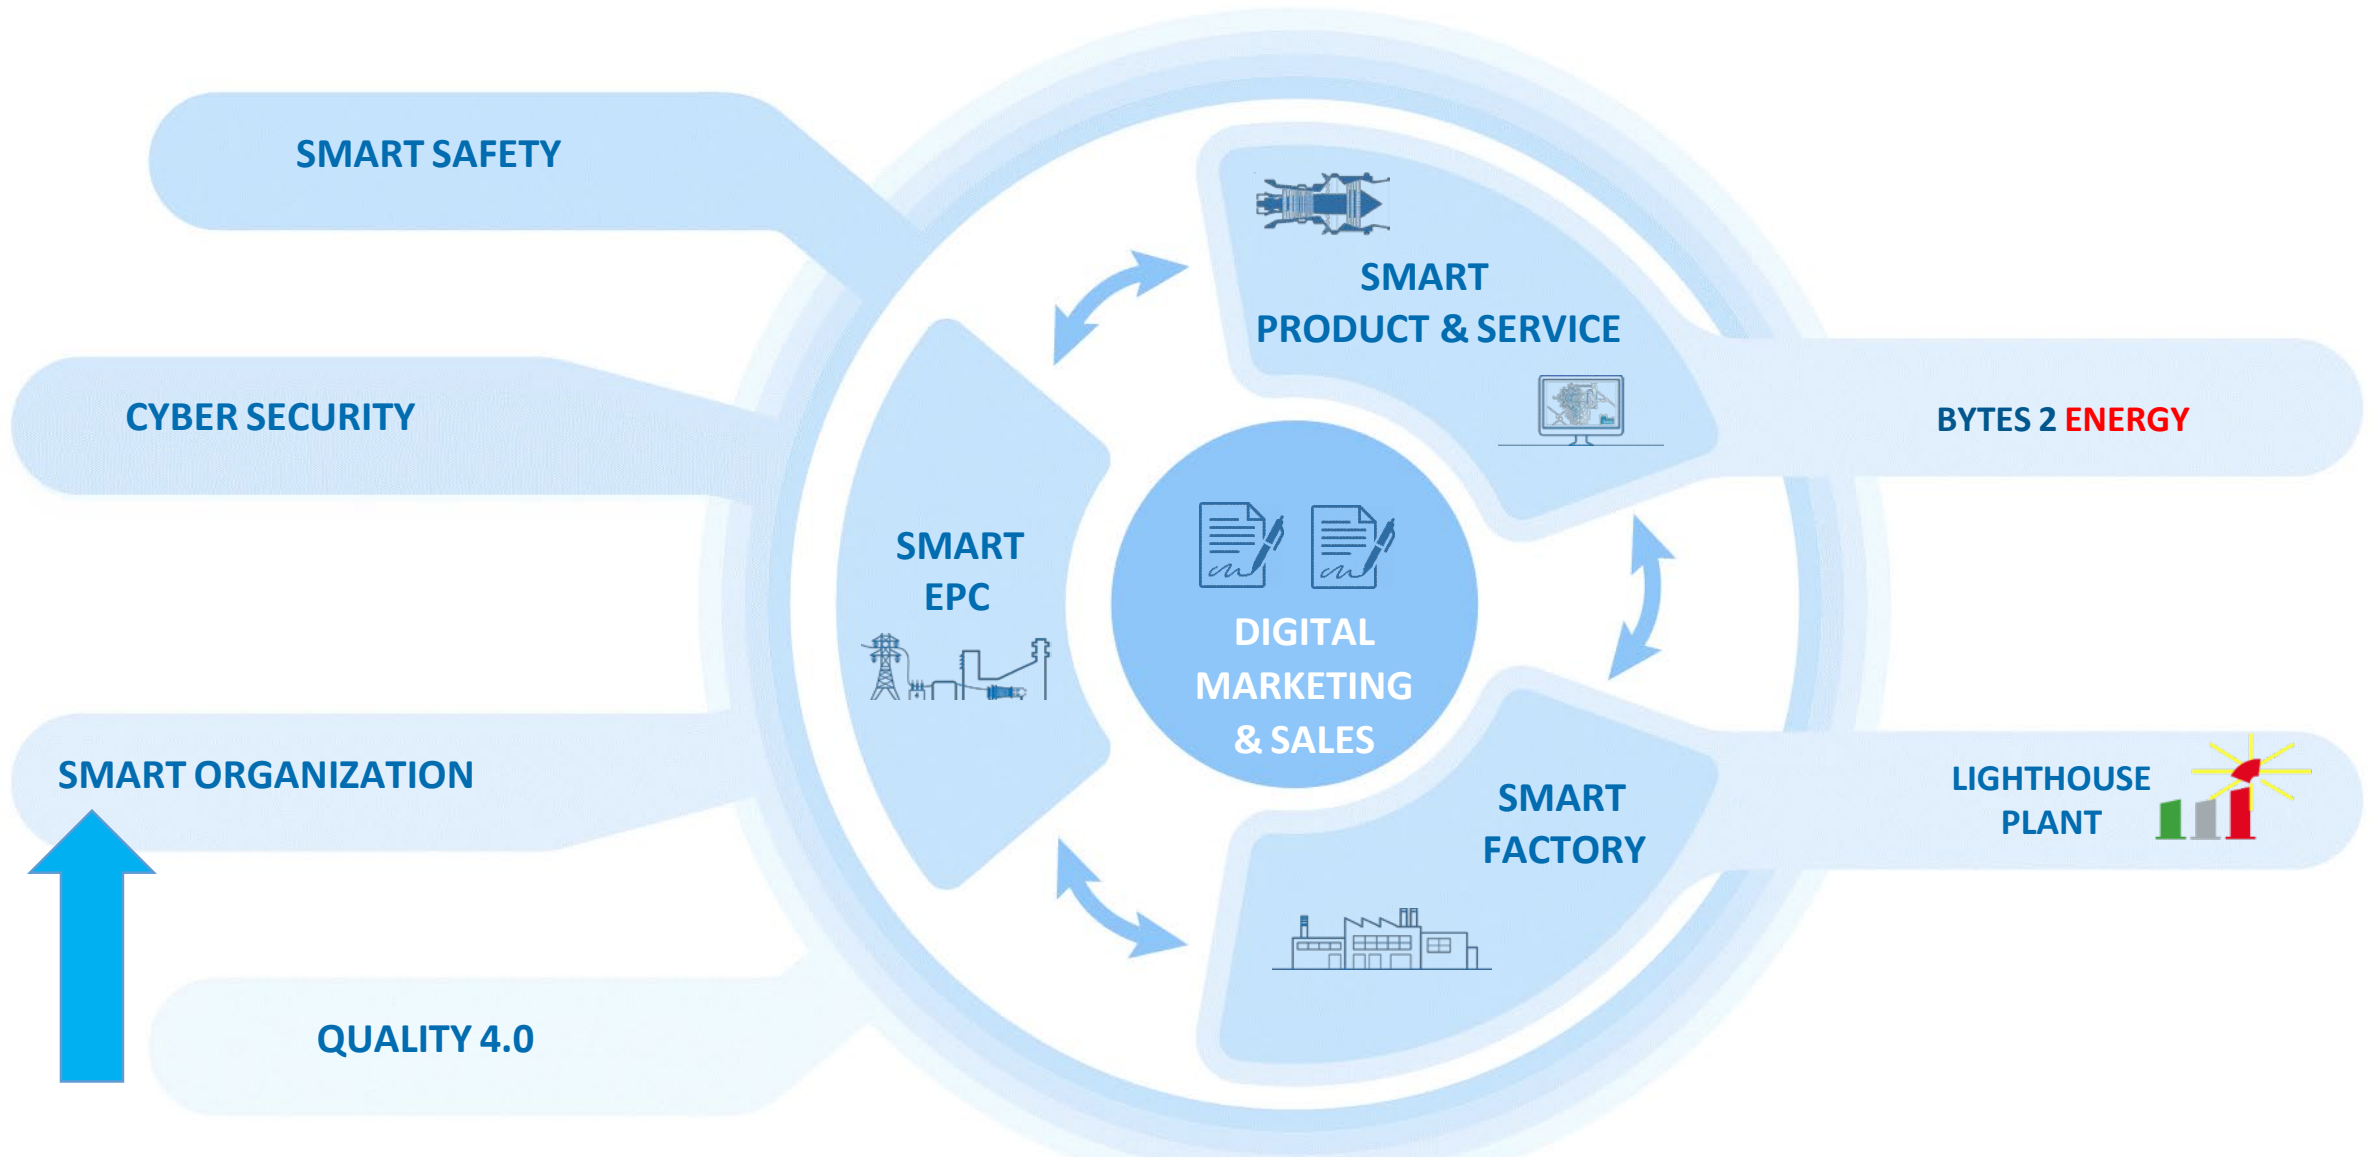 SMART SAFETY
CYBER SECURITY
SMART ORGANIZATION
QUALITY 4.0
SMART
EPC
SMART
PRODUCT & SERVICE
DIGITAL
MARKETING
& SALES
SMART
FACTORY
BYTES 2 ENERGY
LIGHTHOUSE
PLANT